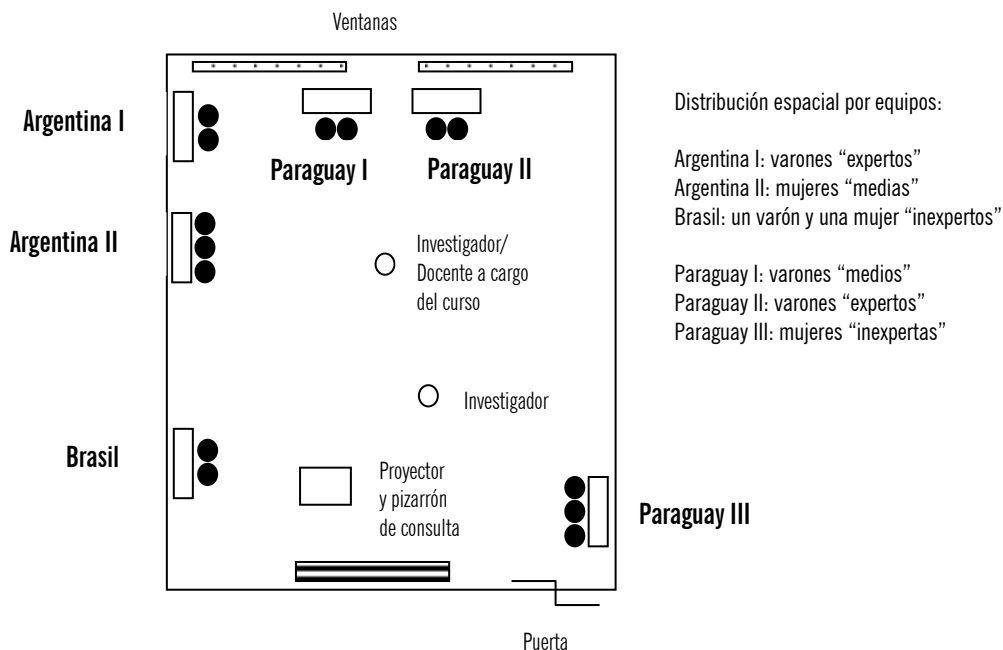 Ventanas
Argentina I
Paraguay I
Paraguay II
Argentina II
Investigador/
Docente a cargo
del curso
Investigador
Brasil
Proyector
y pizarrón
de consulta
Paraguay III
Puerta
Distribución espacial por equipos:
Argentina I: varones “expertos”
Argentina II: mujeres “medias”
Brasil: un varón y una mujer “inexpertos”
Paraguay I: varones “medios”
Paraguay II: varones “expertos”
Paraguay III: mujeres “inexpertas”